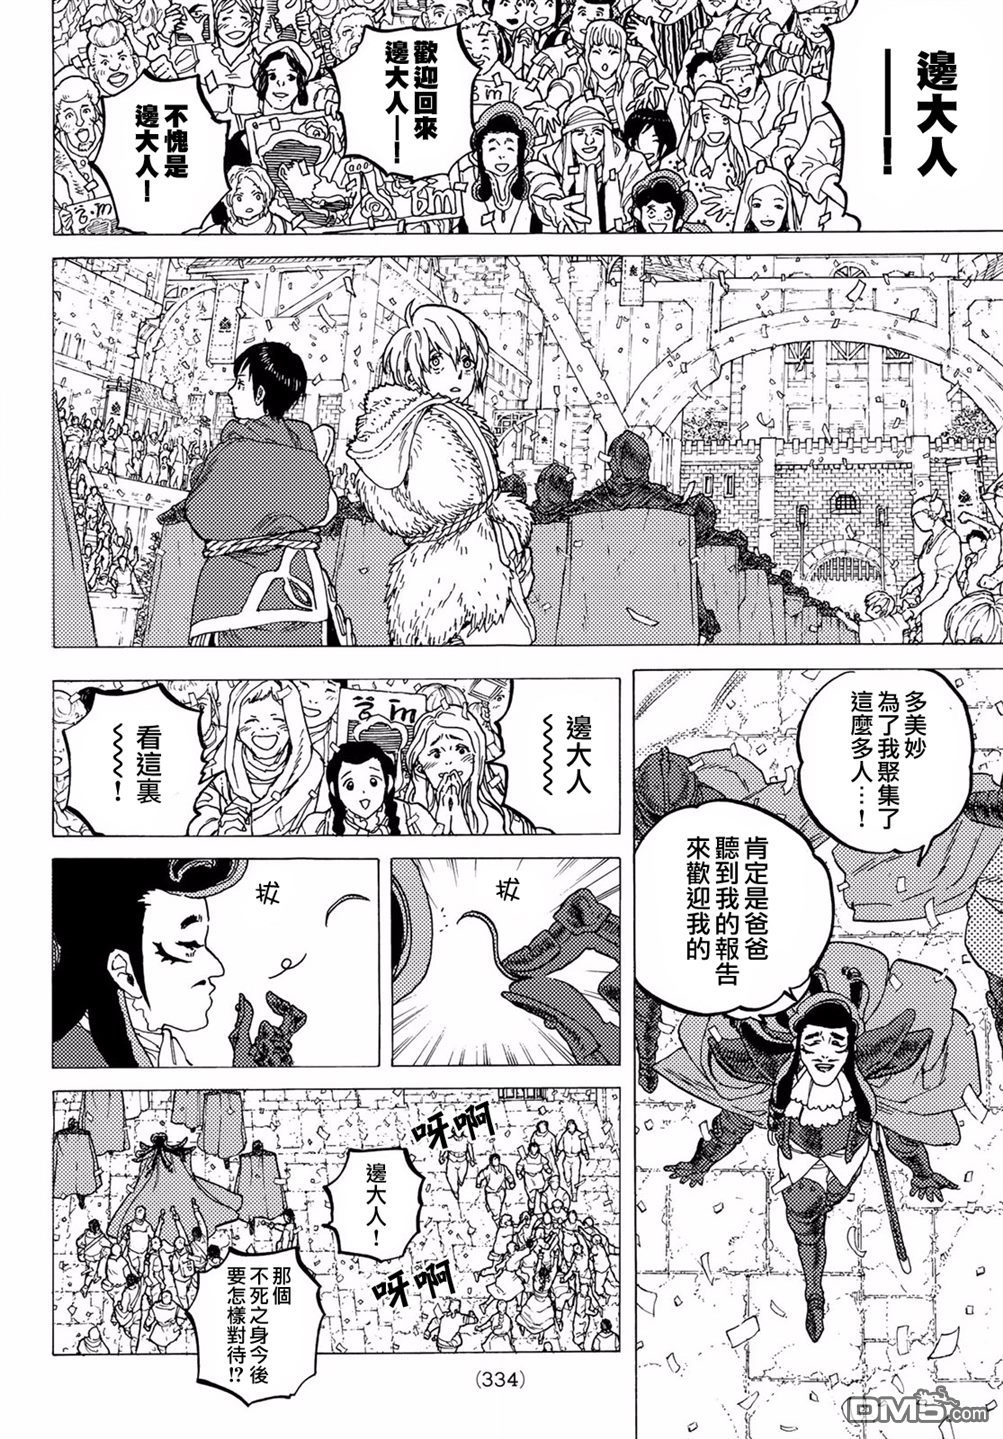 邊大人
——！
歡迎回來
邊大人——！
不愧是
邊大人！
多美妙
為了我聚集了
這麼多人…！
肯定是爸爸
聽到我的報告
來歡迎我的
邊大人
看這裏
！
呀啊
邊大人！
呀啊
那個
不死之身今後
要怎樣對待!?
(334)
DM5.com